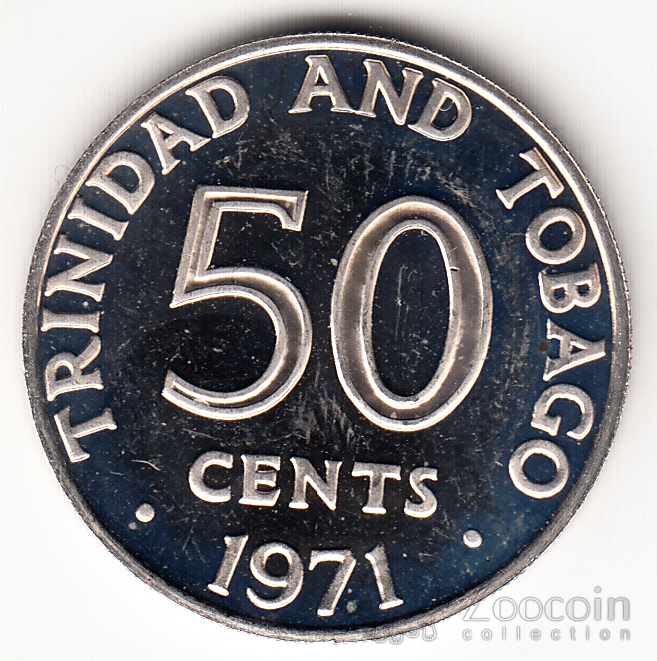 TRINIDAD AND TOBAGO
50
CENTS
· 1971 ·
Zoocoin
collection